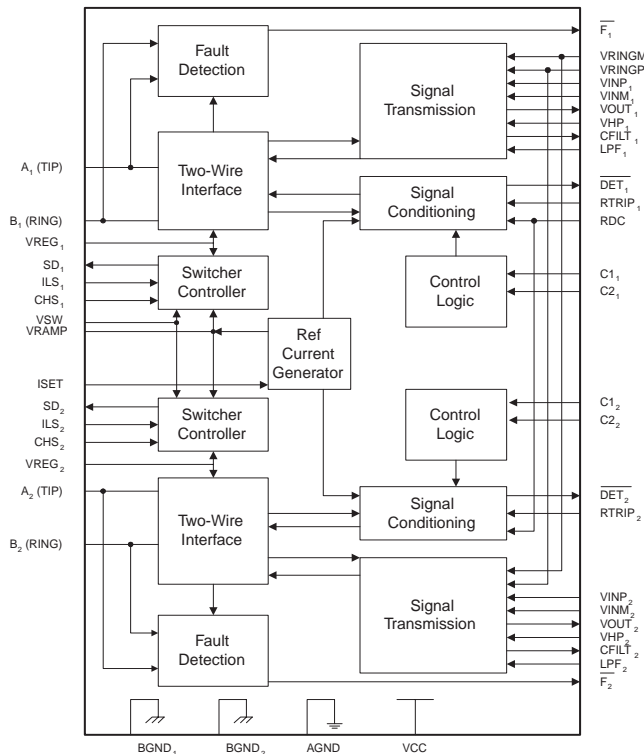 F₁
Fault
Detection
VRINGM
VRINGP
Signal
Transmission
VINP₁
VINM₁
VOUT₁
VHP₁
CFILT₁
LPF₁
A₁ (TIP)
Two-Wire
Interface
Signal
Conditioning
DET₁
RTRIP₁
B₁ (RING)
RDC
VREG₁
SD₁
ILS₁
CHS₁
Switcher
Controller
Control
Logic
C1₁
C2₁
VSW
VRAMP
Ref
Current
Generator
ISET
SD₂
ILS₂
CHS₂
Switcher
Controller
Control
Logic
C1₂
C2₂
VREG₂
A₂ (TIP)
Two-Wire
Interface
Signal
Conditioning
DET₂
RTRIP₂
B₂ (RING)
Signal
Transmission
VINP₂
VINM₂
VOUT₂
VHP₂
CFILT₂
LPF₂
Fault
Detection
F₂
BGND₁
BGND₂
AGND
VCC